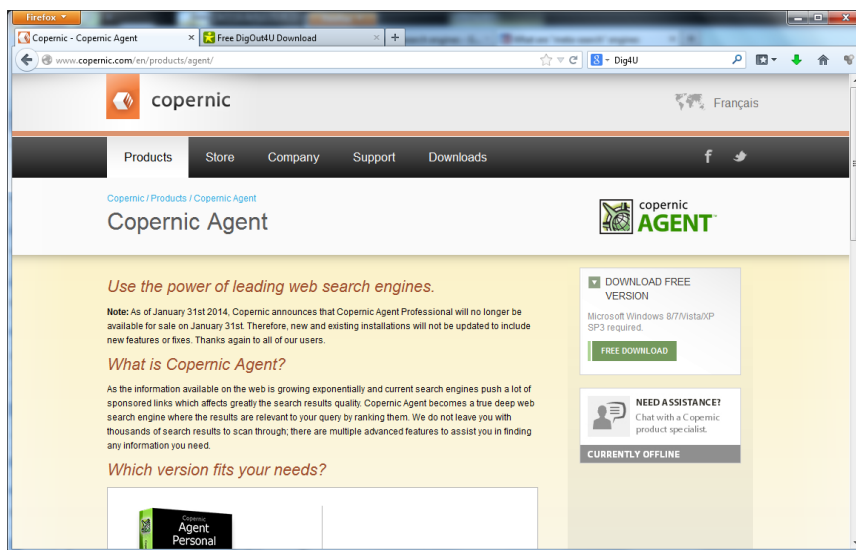 Firefox
Copernic - Copernic Agent
Free DigOut4U Download
www.copernic.com/en/products/agent/
Dig4U
copernic
Français
Products
Store
Company
Support
Downloads
Copernic / Products / Copernic Agent
Copernic Agent
copernic
AGENT
Use the power of leading web search engines.
Note: As of January 31st 2014, Copernic announces that Copernic Agent Professional will no longer be
available for sale on January 31st. Therefore, new and existing installations will not be updated to include
new features or fixes. Thanks again to all of our users.
What is Copernic Agent?
As the information available on the web is growing exponentially and current search engines push a lot of
sponsored links which affects greatly the search results quality. Copernic Agent becomes a true deep web
search engine where the results are relevant to your query by ranking them. We do not leave you with
thousands of search results to scan through; there are multiple advanced features to assist you in finding
any information you need.
Which version fits your needs?
Copernic
Agent
Personal
DOWNLOAD FREE
VERSION
Microsoft Windows 8/7/Vista/XP
SP3 required.
FREE DOWNLOAD
NEED ASSISTANCE?
Chat with a Copernic
product specialist.
CURRENTLY OFFLINE